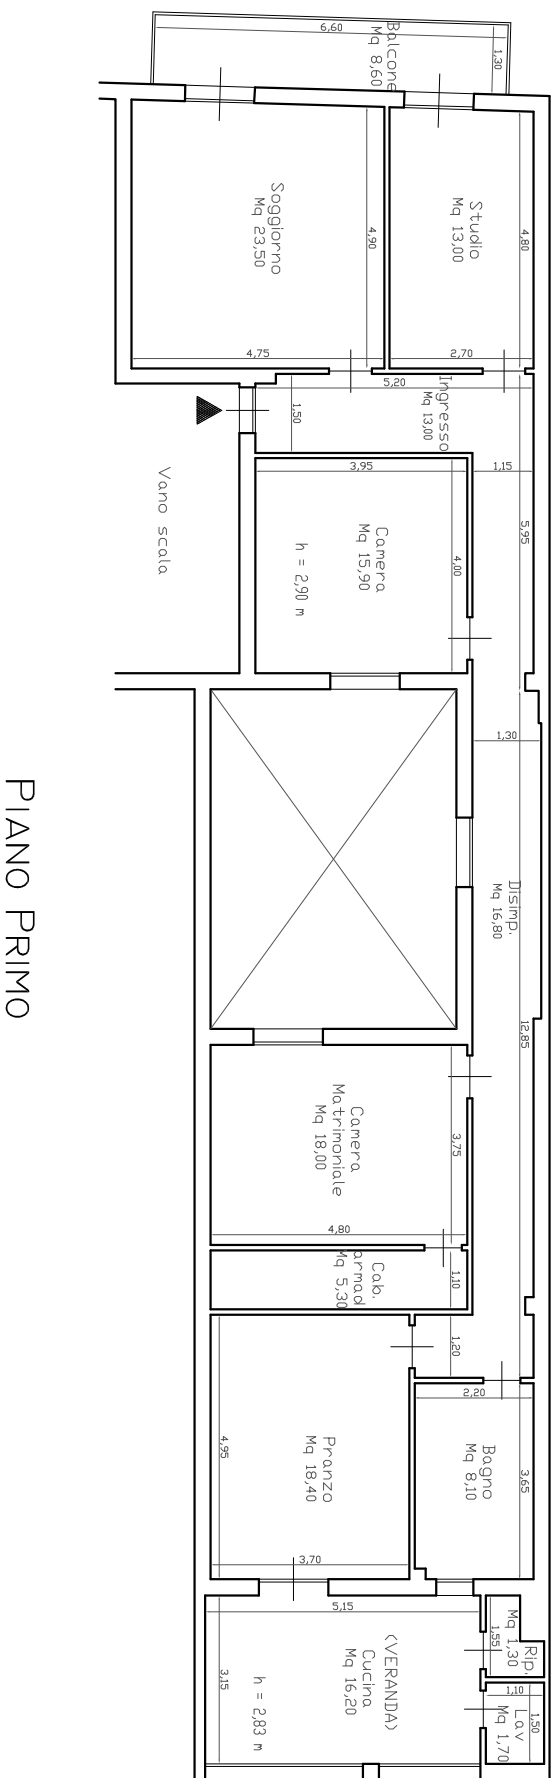 6,60
Balcone
Mq 8,60
1,30
Soggiorno
Mq 23,50
4,90
4,75
Studio
Mq 13,00
4,80
2,70
5,20
Ingresso
Mq 13,00
1,50
1,15
5,95
Vano scala
3,95
Camera
Mq 15,90
4,00
h = 2,90 m
1,30
Disimp.
Mq 16,80
12,85
PIANO PRIMO
Camera
Matrimoniale
Mq 18,00
3,75
4,80
Cab.
armad
Mq 5,30
1,10
1,20
2,20
Bagno
Mq 8,10
3,65
Pranzo
Mq 18,40
4,95
3,70
5,15
(VERANDA)
Cucina
Mq 16,20
3,15
h = 2,83 m
Rip.
Mq 1,30
1,55
1,10
Lav
Mq 1,70
1,50